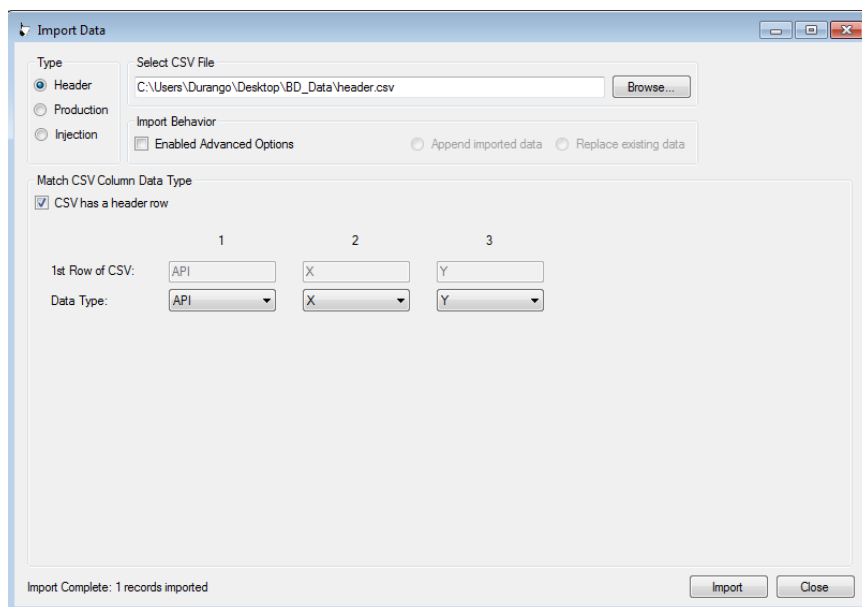 Import Data
Type
Header
Production
Injection
Select CSV File
C:\Users\Durango\Desktop\BD_Data\header.csv
Browse...
Import Behavior
Enabled Advanced Options
Append imported data
Replace existing data
Match CSV Column Data Type
CSV has a header row
1 2 3
1st Row of CSV: API X Y
Data Type: API X Y
Import Complete: 1 records imported
Import
Close